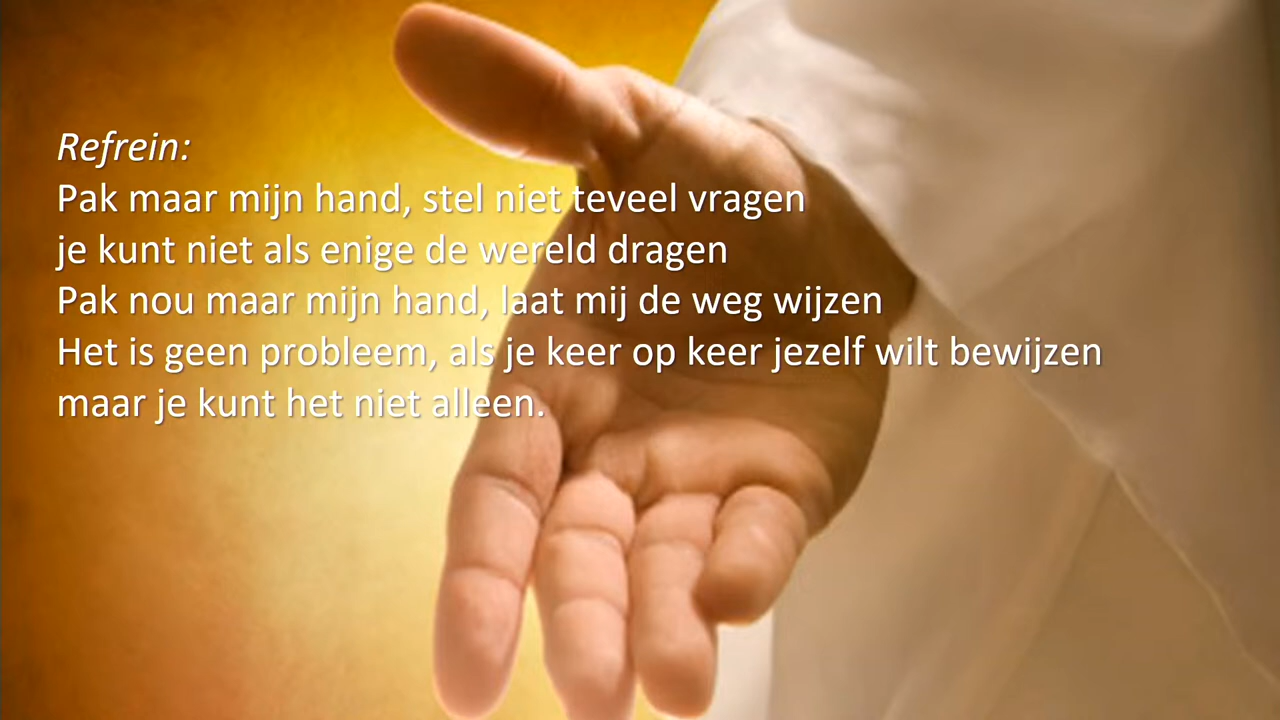 Refrein:
Pak maar mijn hand, stel niet teveel vragen
je kunt niet als enige de wereld dragen
Pak nou maar mijn hand, laat mij de weg wijzen
Het is geen probleem, als je keer op keer jezelf wilt bewijzen
maar je kunt het niet alleen.